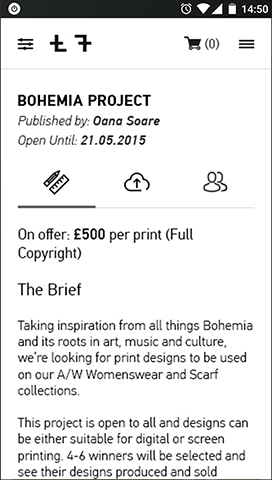 14:50
(0)
BOHEMIA PROJECT
Published by: Oana Soare
Open Until: 21.05.2015
On offer: £500 per print (Full
Copyright)
The Brief
Taking inspiration from all things Bohemia
and its roots in art, music and culture,
we're looking for print designs to be used
on our A/W Womenswear and Scarf
collections.
This project is open to all and designs can
be either suitable for digital or screen
printing. 4-6 winners will be selected and
see their designs produced and sold